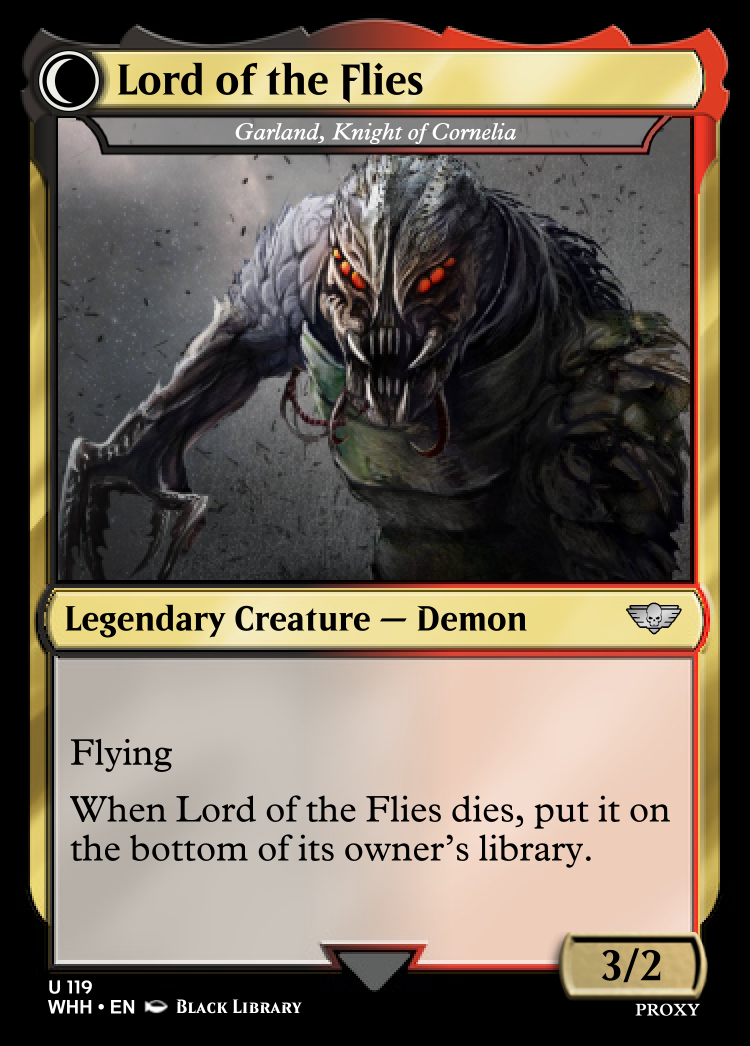 Lord of the Flies
Garland, Knight of Cornelia
Legendary Creature — Demon
Flying
When Lord of the Flies dies, put it on
the bottom of its owner's library.
3/2
U 119
WHH • EN BLACK LIBRARY
PROXY